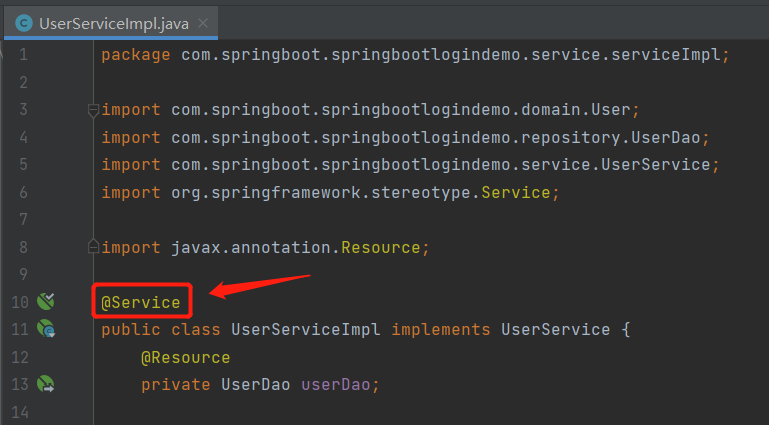 UserServiceImpl.java
1 package com.springboot.springbootlogindemo.service.serviceImpl;
2
3 import com.springboot.springbootlogindemo.domain.User;
4 import com.springboot.springbootlogindemo.repository.UserDao;
5 import com.springboot.springbootlogindemo.service.UserService;
6 import org.springframework.stereotype.Service;
7
8 import javax.annotation.Resource;
9
10 @Service
11 public class UserServiceImpl implements UserService {
12     @Resource
13     private UserDao userDao;
14